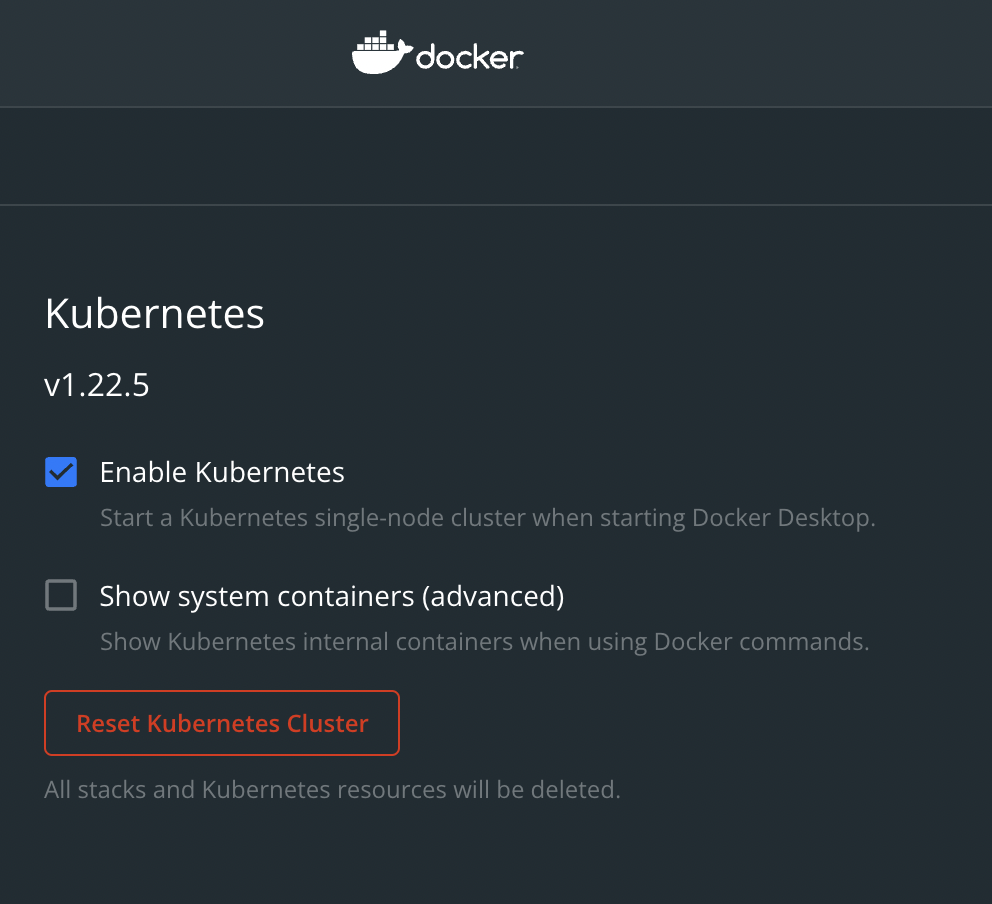 docker
Kubernetes
v1.22.5
Enable Kubernetes
Start a Kubernetes single-node cluster when starting Docker Desktop.
Show system containers (advanced)
Show Kubernetes internal containers when using Docker commands.
Reset Kubernetes Cluster
All stacks and Kubernetes resources will be deleted.